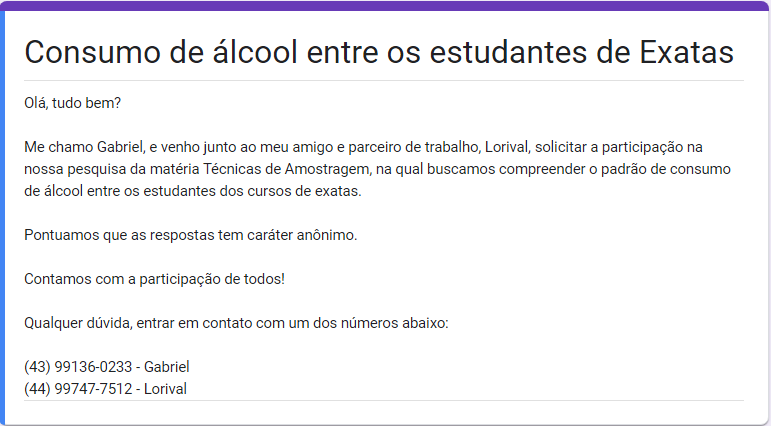 Consumo de álcool entre os estudantes de Exatas
Olá, tudo bem?
Me chamo Gabriel, e venho junto ao meu amigo e parceiro de trabalho, Lorival, solicitar a participação na
nossa pesquisa da matéria Técnicas de Amostragem, na qual buscamos compreender o padrão de consumo
de álcool entre os estudantes dos cursos de exatas.
Pontuamos que as respostas tem caráter anônimo.
Contamos com a participação de todos!
Qualquer dúvida, entrar em contato com um dos números abaixo:
(43) 99136-0233 - Gabriel
(44) 99747-7512 - Lorival